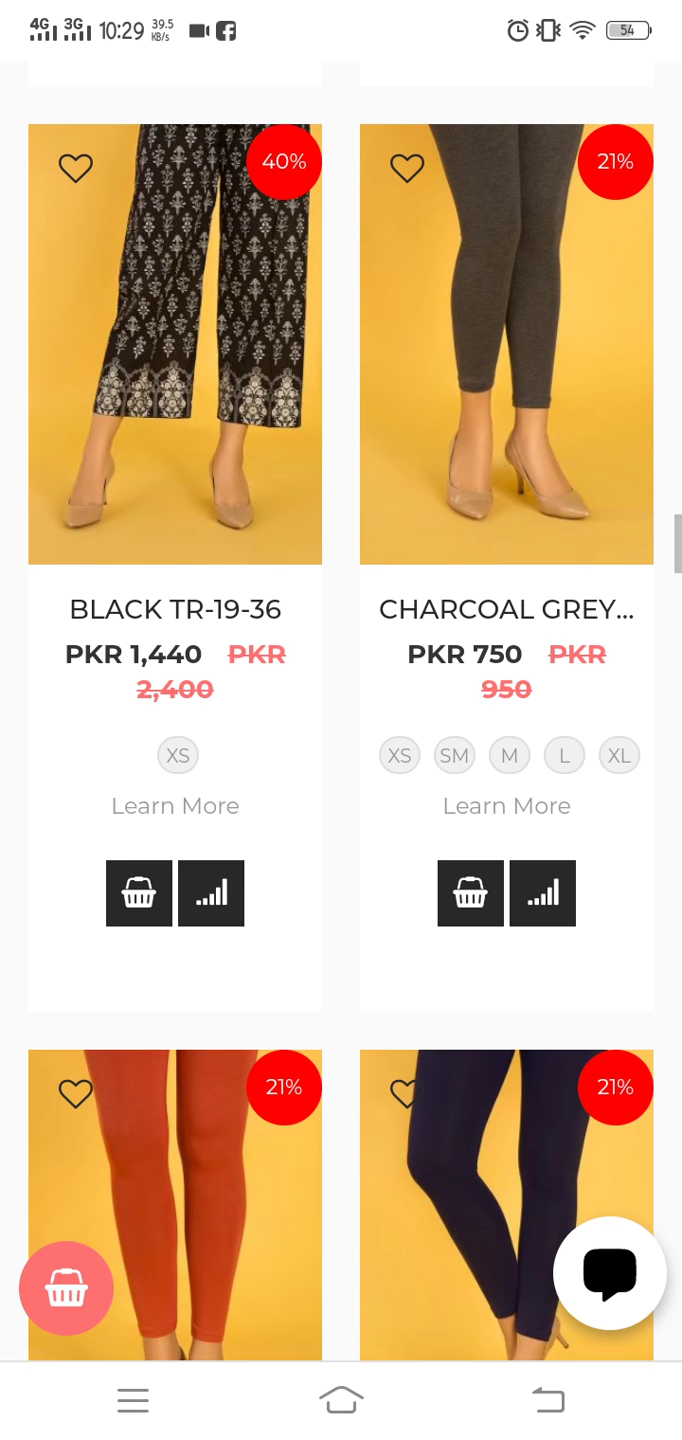 4G 3G 10:29 39.5 KB/s 54
40% 21%
BLACK TR-19-36
PKR 1,440 PKR
2,400
XS
Learn More
CHARCOAL GREY...
PKR 750 PKR
950
XS SM M L XL
Learn More
21% 21%